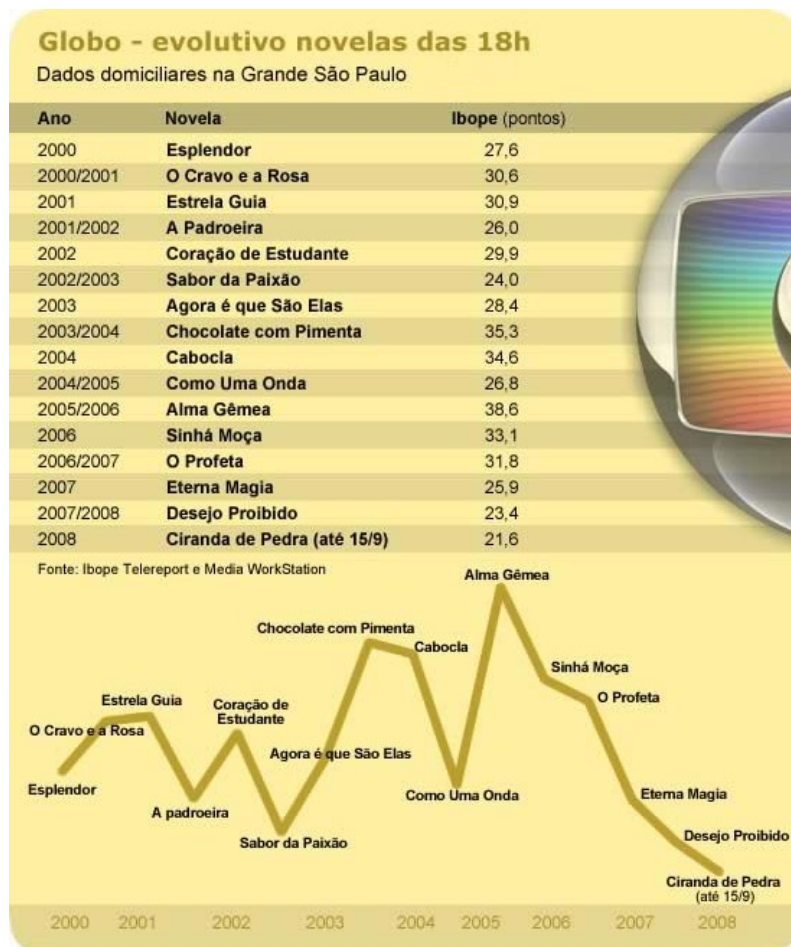 Globo - evolutivo novelas das 18h
Dados domiciliares na Grande São Paulo
Ano Novela Ibope (pontos)
2000 Esplendor 27,6
2000/2001 O Cravo e a Rosa 30,6
2001 Estrela Guia 30,9
2001/2002 A Padroeira 26,0
2002 Coração de Estudante 29,9
2002/2003 Sabor da Paixão 24,0
2003 Agora é que São Elas 28,4
2003/2004 Chocolate com Pimenta 35,3
2004 Cabocla 34,6
2004/2005 Como Uma Onda 26,8
2005/2006 Alma Gêmea 38,6
2006 Sinhá Moça 33,1
2006/2007 O Profeta 31,8
2007 Eterna Magia 25,9
2007/2008 Desejo Proibido 23,4
2008 Ciranda de Pedra (até 15/9) 21,6
Fonte: Ibope Telereport e Media WorkStation
Alma Gêmea
Chocolate com Pimenta
Cabocla
Sinhá Moça
O Profeta
Estrela Guia
Coração de
Estudante
O Cravo e a Rosa
Agora é que São Elas
Esplendor
Como Uma Onda
Eterna Magia
A padroeira
Desejo Proibido
Sabor da Paixão
Ciranda de Pedra
(até 15/9)
2000 2001 2002 2003 2004 2005 2006 2007 2008